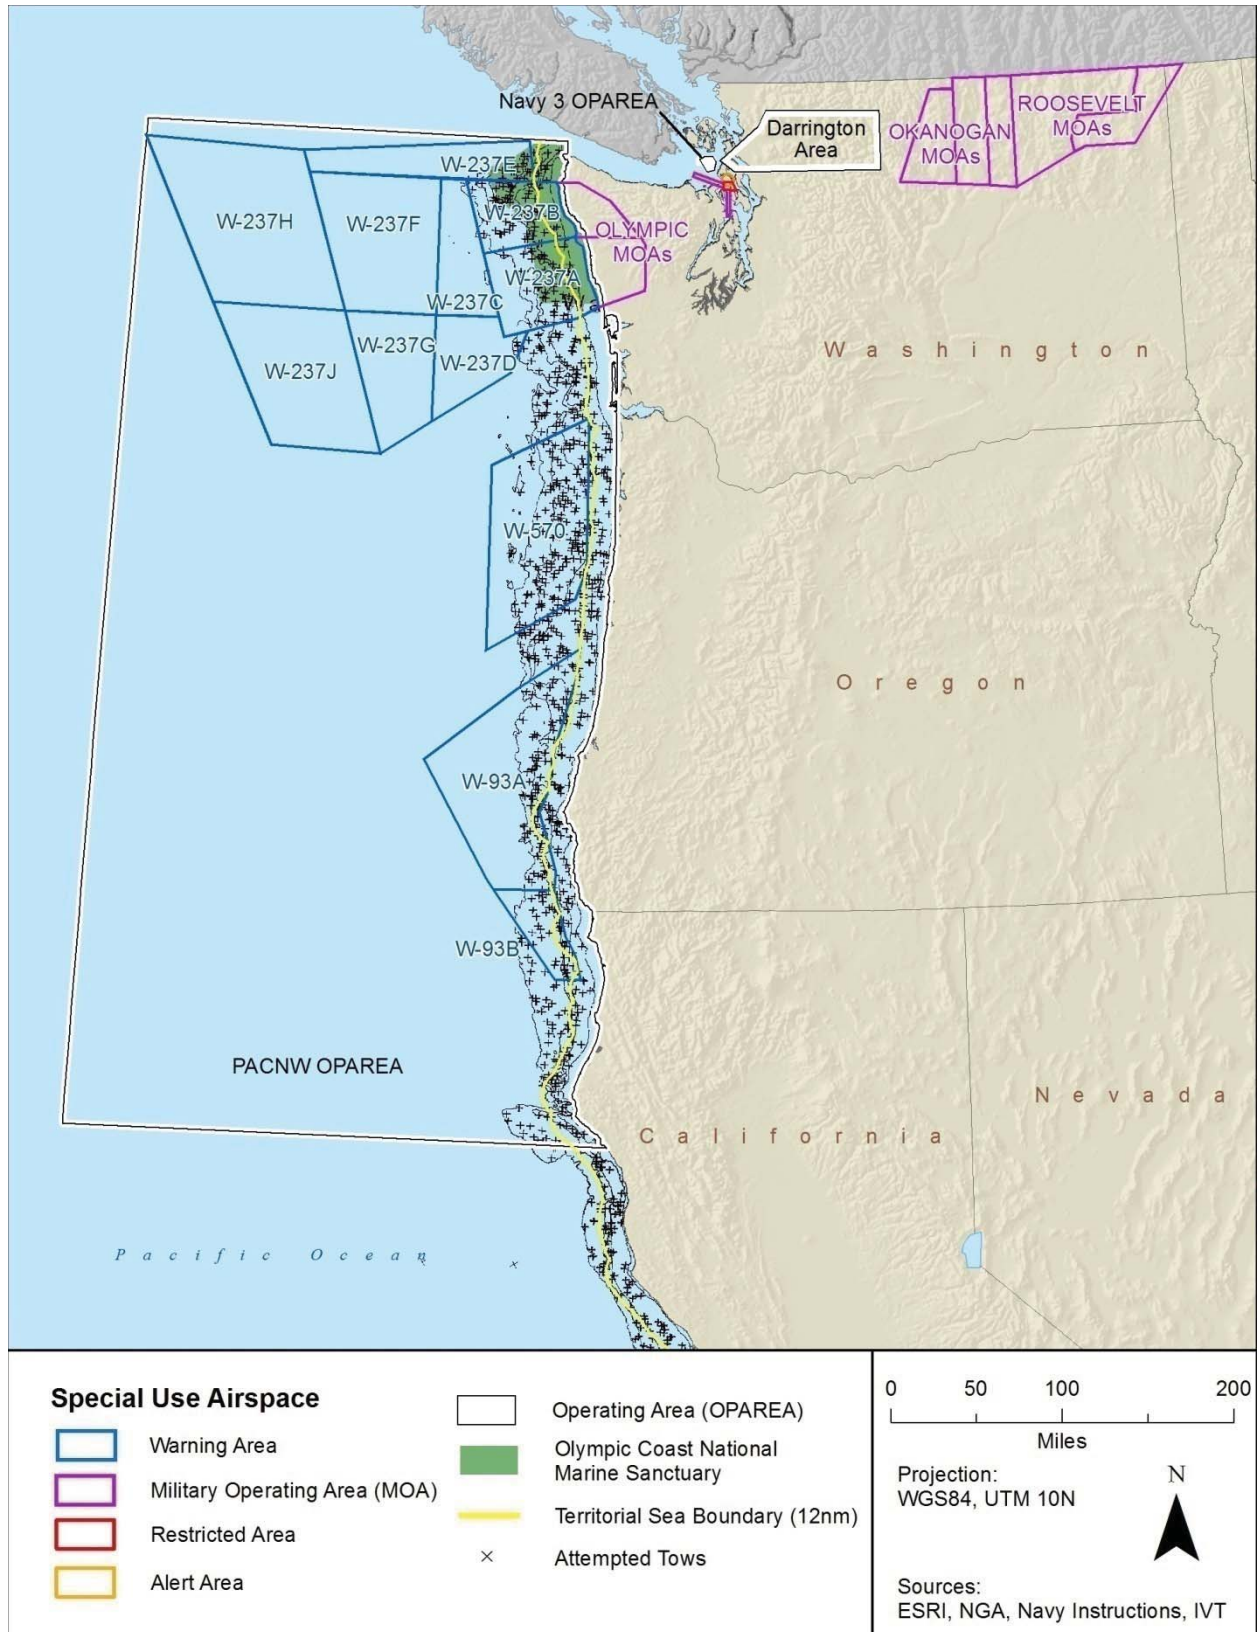 Navy 3 OPAREA
Darrington
Area
ROOSEVELT
MOAs
OKANOGAN
MOAs
W-237E
W-237H
W-237F
W-237B
OLYMPIC
MOAs
W-237A
W-237C
W-237G
W-237D
W-237J
Washington
W-570
Oregon
W-93A
W-93B
PACNW OPAREA
Nevada
California
Pacific Ocean
Special Use Airspace
Warning Area
Military Operating Area (MOA)
Restricted Area
Alert Area
Operating Area (OPAREA)
Olympic Coast National
Marine Sanctuary
Territorial Sea Boundary (12nm)
Attempted Tows
0 50 100 200
Miles
Projection:
WGS84, UTM 10N
N
Sources:
ESRI, NGA, Navy Instructions, IVT